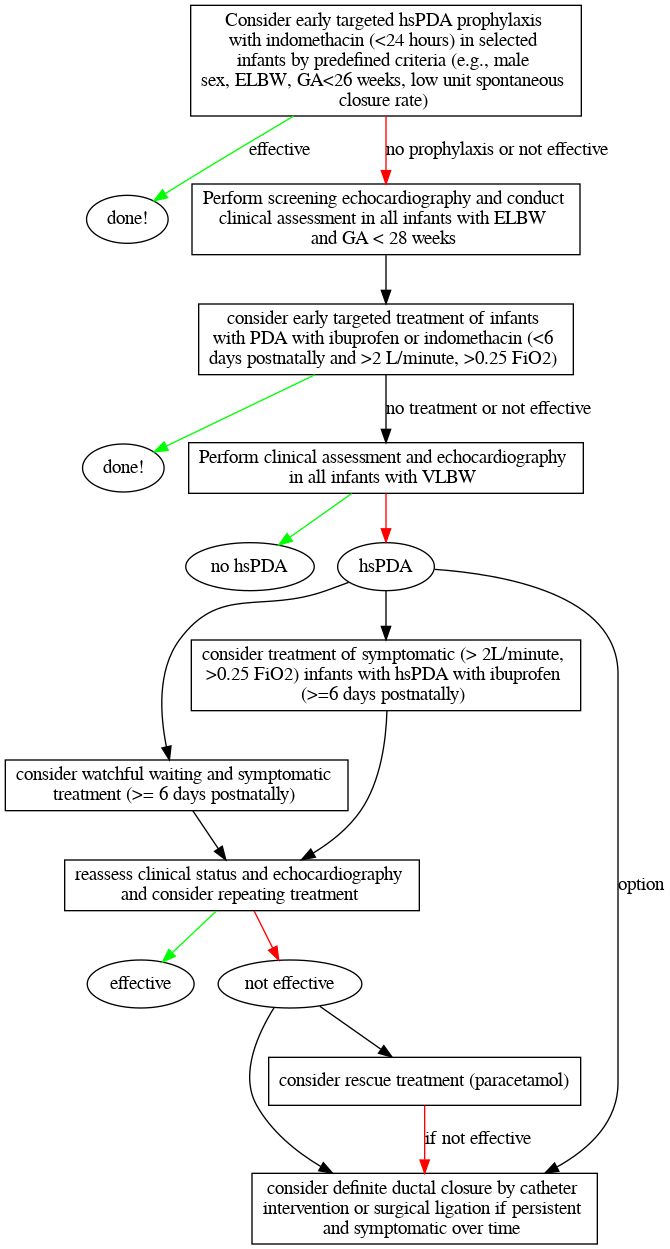 Consider early targeted hsPDA prophylaxis
with indomethacin (<24 hours) in selected
infants by predefined criteria (e.g., male
sex, ELBW, GA<26 weeks, low unit spontaneous
closure rate)
effective
no prophylaxis or not effective
done!
Perform screening echocardiography and conduct
clinical assessment in all infants with ELBW
and GA < 28 weeks
consider early targeted treatment of infants
with PDA with ibuprofen or indomethacin (<6
days postnatally and >2 L/minute, >0.25 FiO2)
no treatment or not effective
done!
Perform clinical assessment and echocardiography
in all infants with VLBW
no hsPDA
hsPDA
consider treatment of symptomatic (> 2L/minute,
>0.25 FiO2) infants with hsPDA with ibuprofen
(>=6 days postnatally)
consider watchful waiting and symptomatic
treatment (>= 6 days postnatally)
reassess clinical status and echocardiography
and consider repeating treatment
option
effective
not effective
consider rescue treatment (paracetamol)
if not effective
consider definite ductal closure by catheter
intervention or surgical ligation if persistent
and symptomatic over time